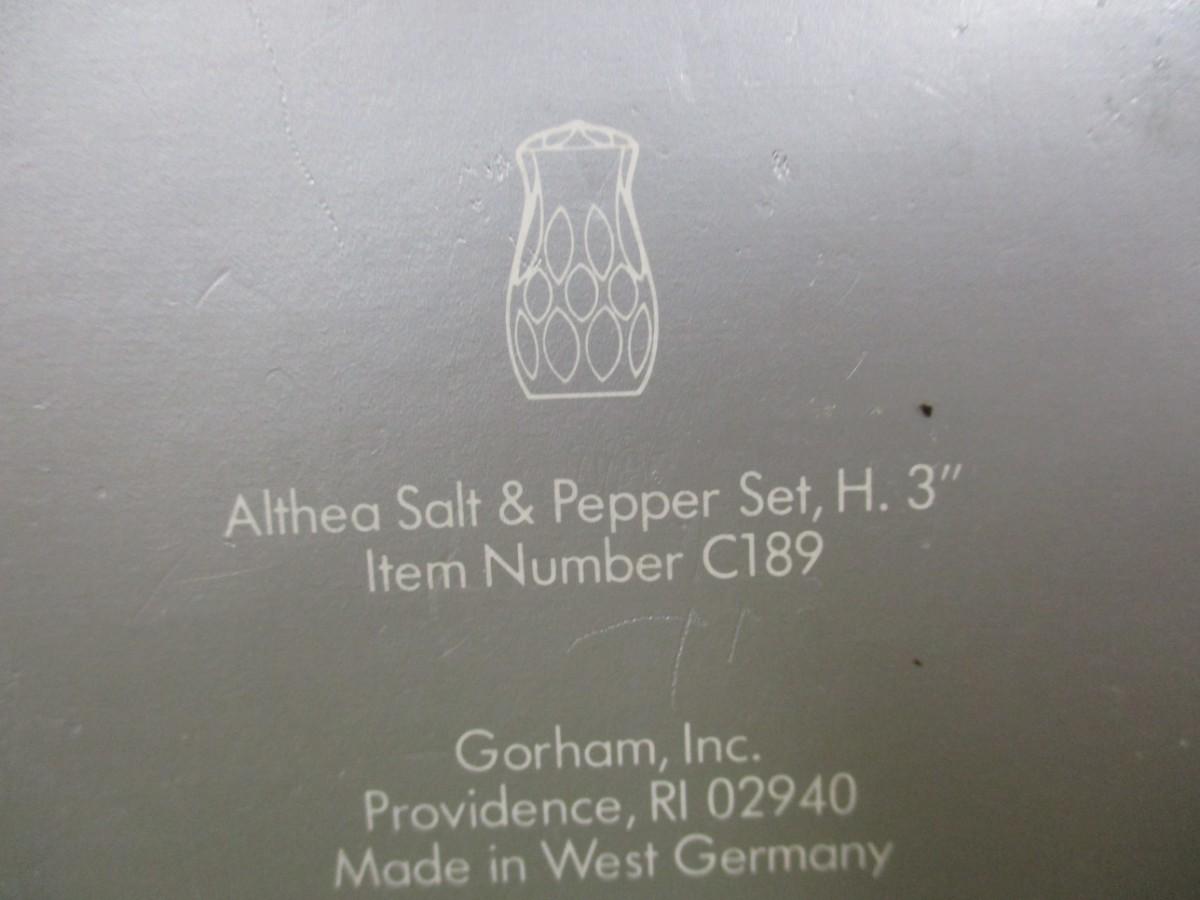 Althea Salt & Pepper Set, H. 3″
Item Number C189
Gorham, Inc.
Providence, RI 02940
Made in West Germany